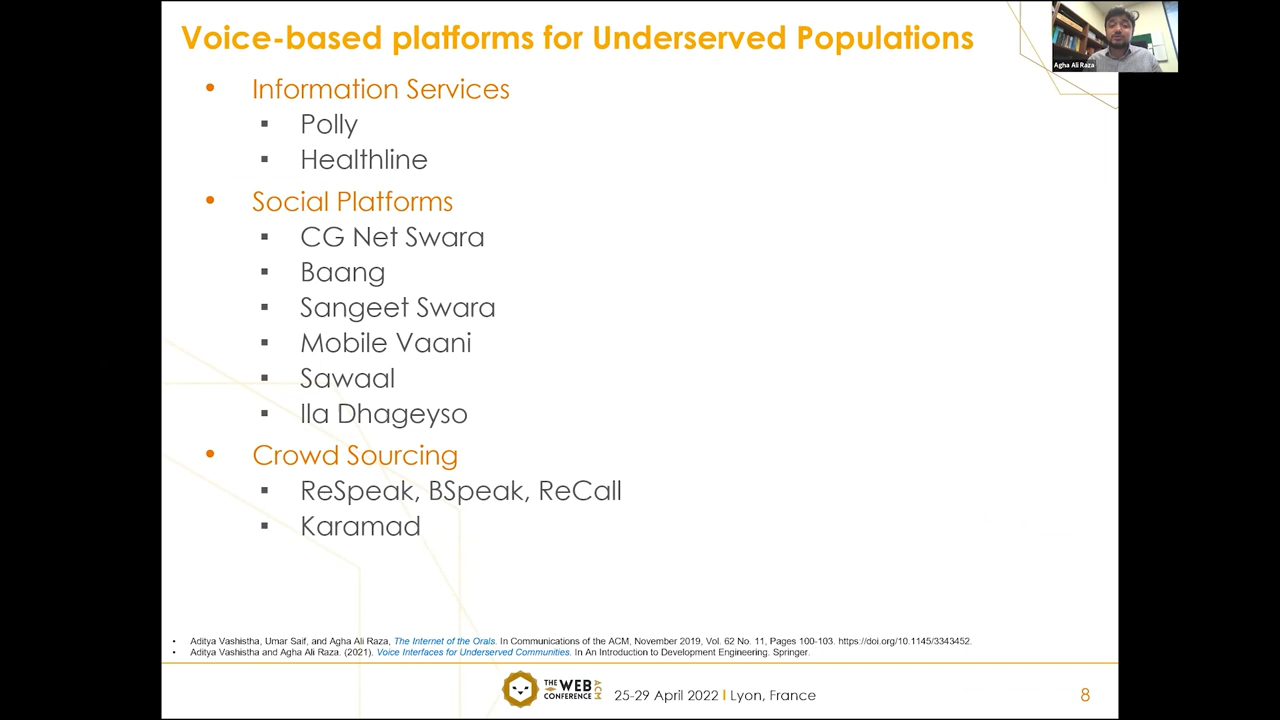 Voice-based platforms for Underserved Populations
Agha Ali Raza
• Information Services
▪ Polly
▪ Healthline
• Social Platforms
▪ CG Net Swara
▪ Baang
▪ Sangeet Swara
▪ Mobile Vaani
▪ Sawaal
▪ Ila Dhageyso
• Crowd Sourcing
▪ ReSpeak, BSpeak, ReCall
▪ Karamad
• Aditya Vashistha, Umar Saif, and Agha Ali Raza, The Internet of the Orals. In Communications of the ACM, November 2019, Vol. 62 No. 11, Pages 100-103. https://doi.org/10.1145/3343452.
• Aditya Vashistha and Agha Ali Raza. (2021). Voice Interfaces for Underserved Communities. In An Introduction to Development Engineering. Springer.
THE WEB CONFERENCE ACM
25-29 April 2022 | Lyon, France
8